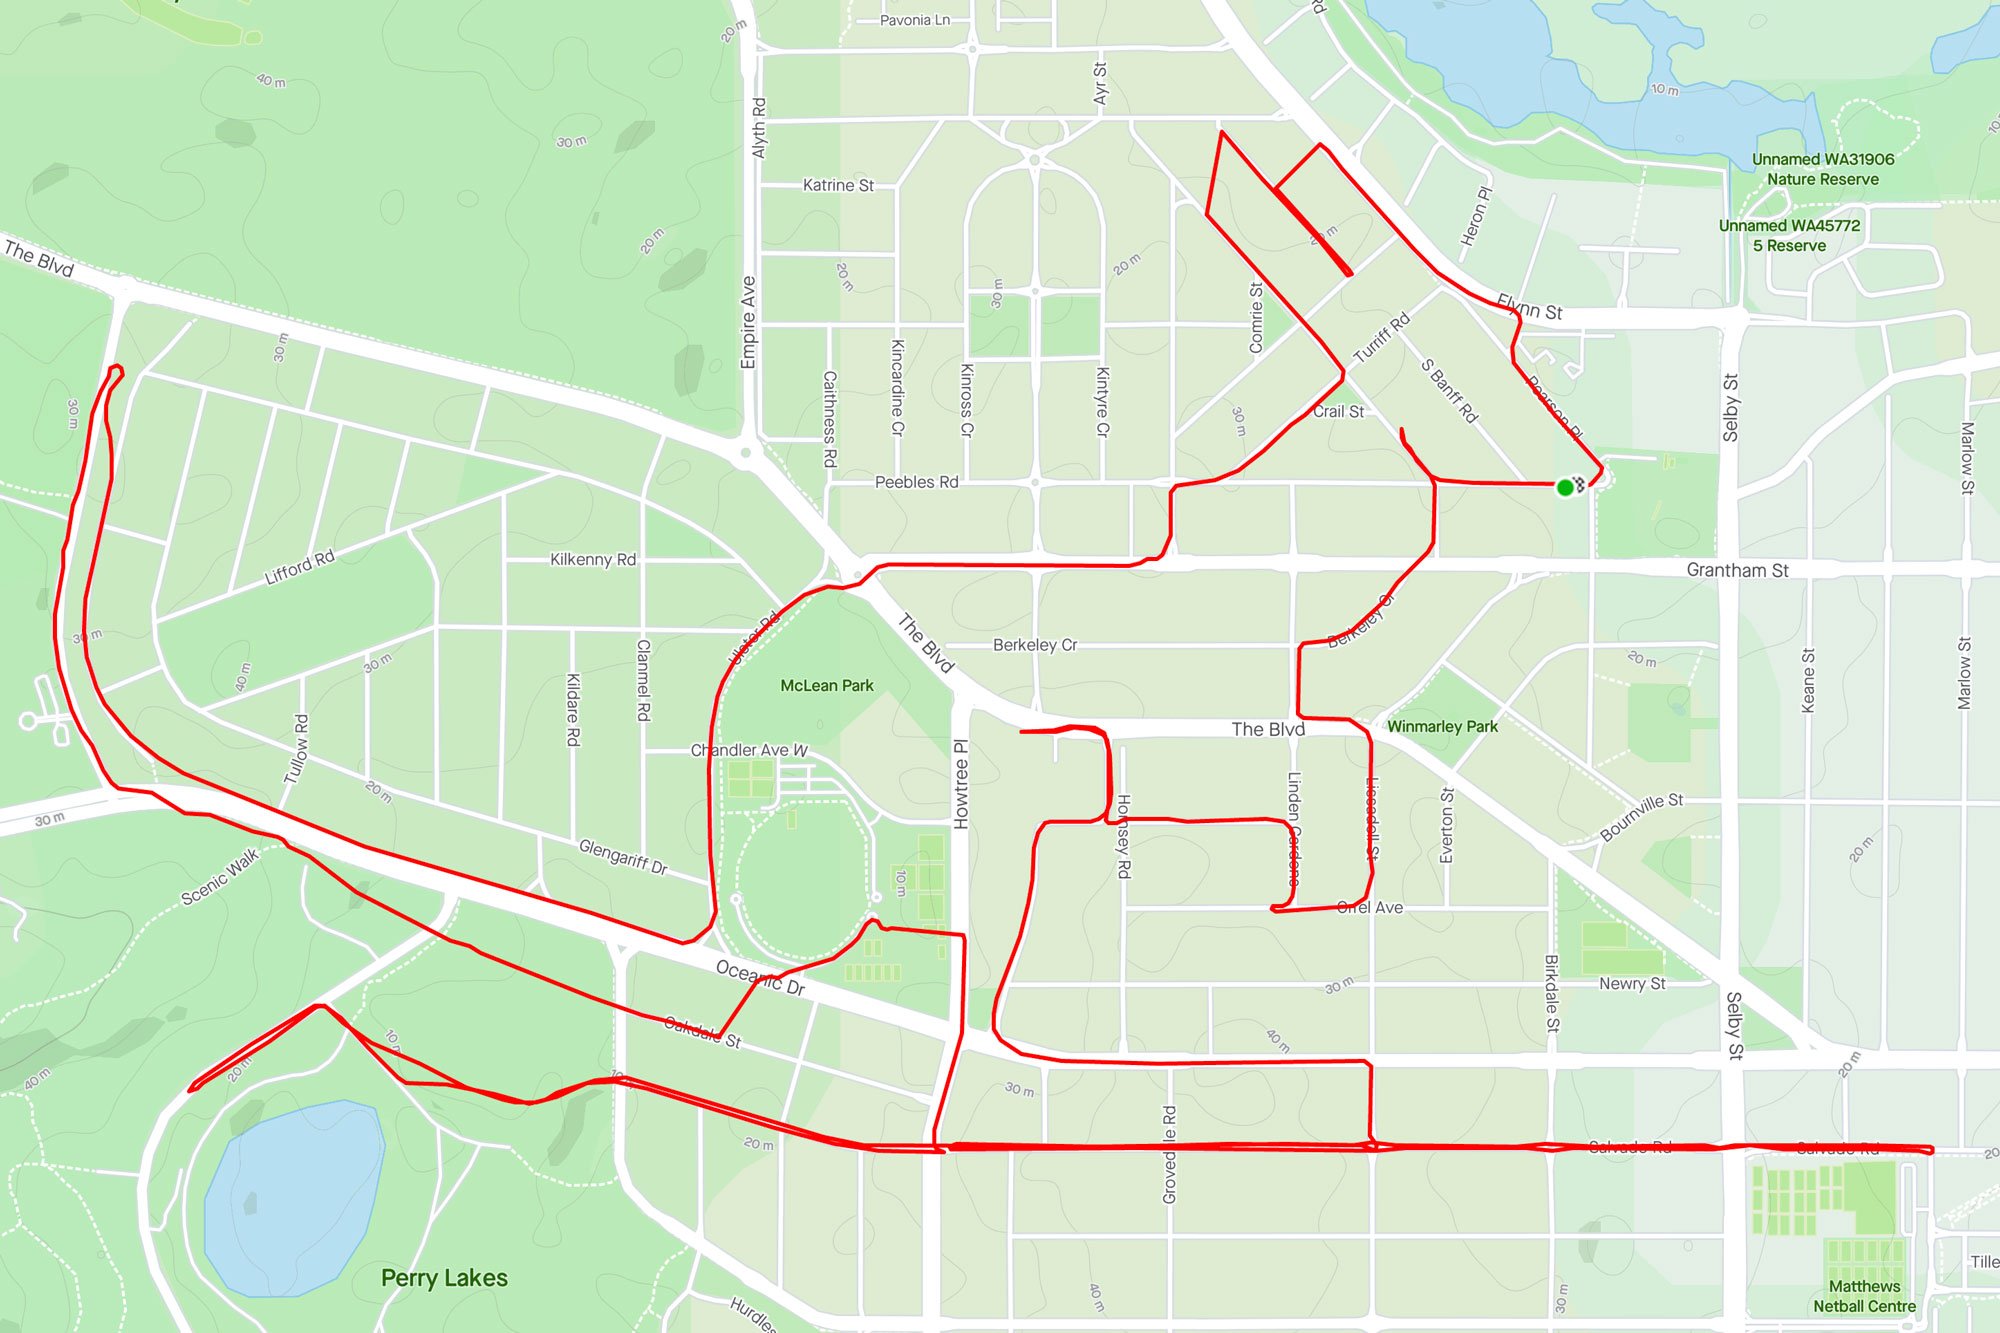 Pavonia Ln
20 m
40 m
Ayr St
10 m
Alyth Rd
30 m
Unnamed WA31906
Nature Reserve
Katrine St
Heron Pl
Unnamed WA45772
5 Reserve
The Blvd
20 m
20 m
20 m
Empire Ave
30 m
Comrie St
Flynn St
30 m
Turriff Rd
S Banff Rd
Pearson Pl
Selby St
Kincardine Cr
Caithness Rd
Kinross Cr
Kintyre Cr
30 m
30 m
Crail St
Marlow St
Peebles Rd
Lifford Rd
Kilkenny Rd
Grantham St
Ulster Rd
The Blvd
Berkeley Cr
Berkeley Cr
30 m
30 m
40 m
20 m
Clanmel Rd
Kildare Rd
McLean Park
Keane St
Marlow St
Tullow Rd
Chandler Ave W
The Blvd
Winmarley Park
Howtree Pl
20 m
30 m
Hornsey Rd
Linden Gardens
Lissadell St
Everton St
Bournville St
Glengariff Dr
20 m
Scenic Walk
10 m
Orrel Ave
Oceanic Dr
Birkdale St
Newry St
30 m
Selby St
Oakdale St
40 m
10 m
20 m
40 m
20 m
10 m
30 m
20 m
Grovedale Rd
Salvado Rd
Salvado Rd
20
Perry Lakes
Hurdles
40 m
30 m
Tille
Matthews
Netball Centre